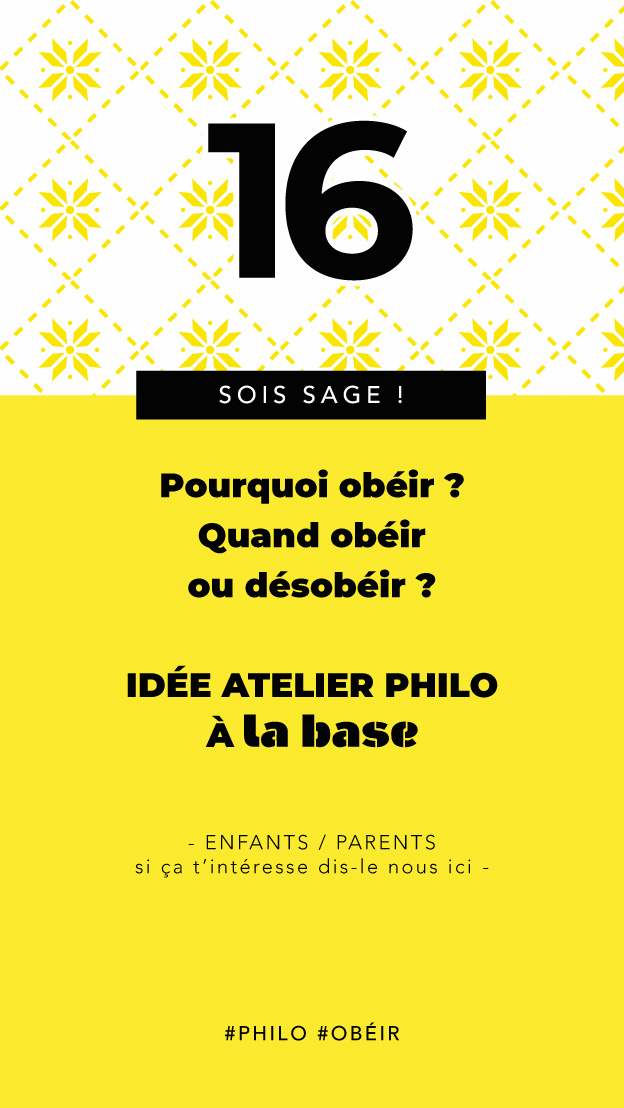 16
SOIS SAGE !
Pourquoi obéir ?
Quand obéir
ou désobéir ?
IDÉE ATELIER PHILO
À la base
- ENFANTS / PARENTS
si ça t’intéresse dis-le nous ici -
#PHILO #OBÉIR